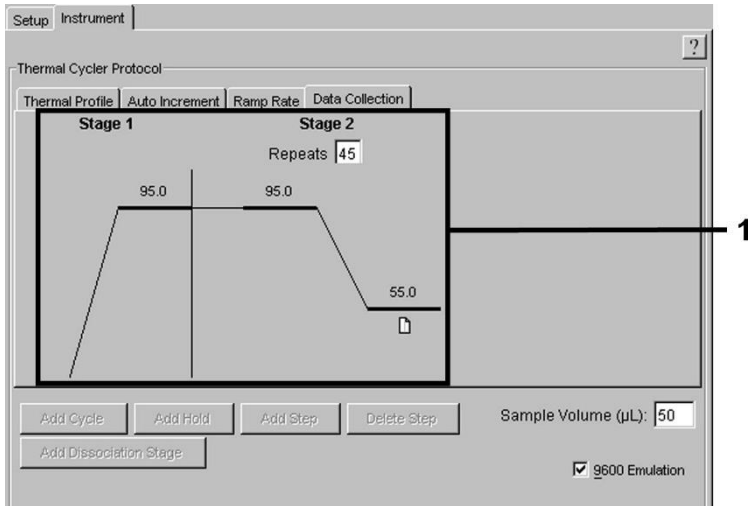 Setup Instrument
?
Thermal Cycler Protocol
Thermal Profile Auto Increment Ramp Rate Data Collection
Stage 1 Stage 2
Repeats 45
95.0 95.0
1
55.0
Add Cycle Add Hold Add Step Delete Step Sample Volume (µL): 50
Add Dissociation Stage
9600 Emulation